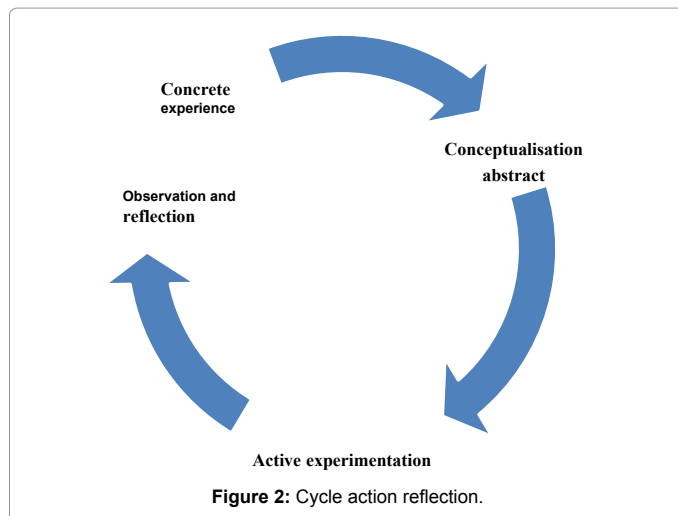 Concrete
experience
Conceptualisation
abstract
Observation and
reflection
Active experimentation
Figure 2: Cycle action reflection.